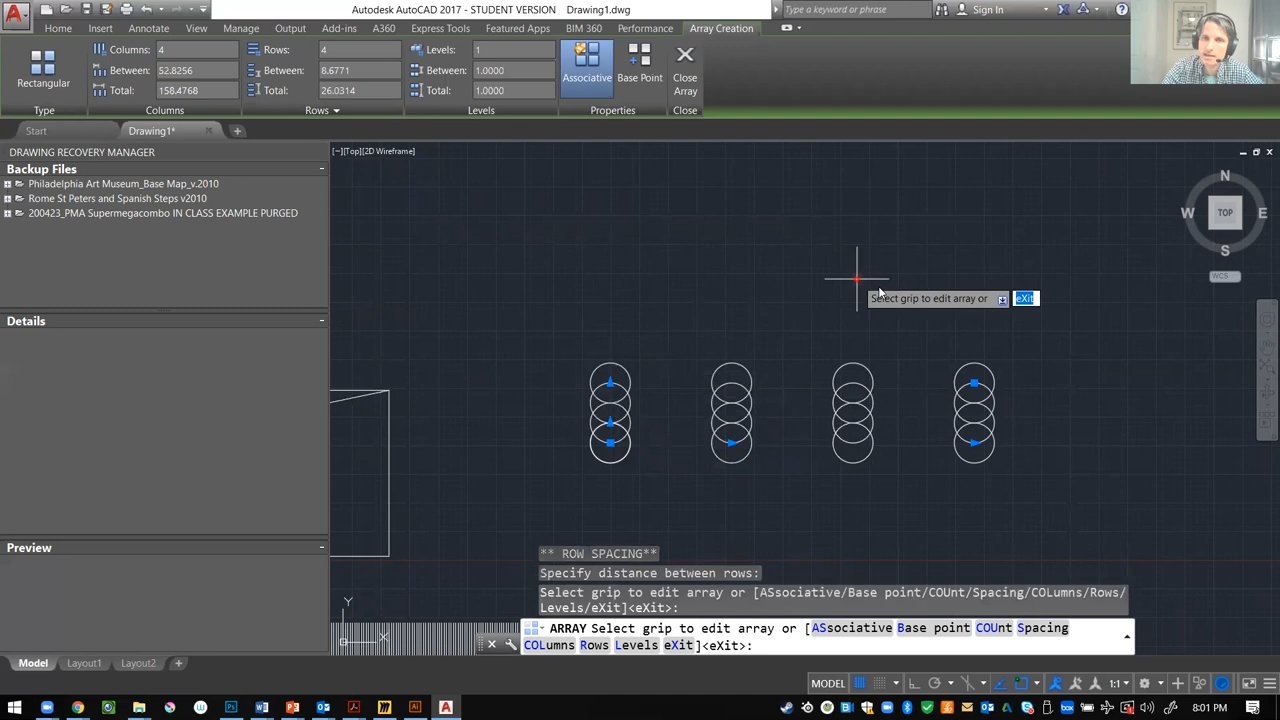 Autodesk AutoCAD 2017 - STUDENT VERSION Drawing1.dwg
Type a keyword or phrase
Sign In
Home Insert Annotate Parametric View Manage Output Add-ins A360 Express Tools Featured Apps BIM 360 Performance Array Creation
Columns: 4 Rows: 4 Levels: 1
Between: 52.8256 Between: 8.6771 Between: 1.0000
Total: 158.4768 Total: 26.0314 Total: 1.0000
Rectangular
Associative Base Point Close Array
Type Columns Rows Levels Properties Close
Start Drawing1*
DRAWING RECOVERY MANAGER
[−][Top][2D Wireframe]
Backup Files
Philadelphia Art Museum_Base Map_v.2010
Rome St Peters and Spanish Steps v2010
200423_PMA Supermegacombo IN CLASS EXAMPLE PURGED
N
W TOP E
S
WCS
Select grip to edit array or eXit
Details
Preview
** ROW SPACING**
Specify distance between rows:
Select grip to edit array or [ASsociative/Base point/COUnt/Spacing/COLumns/Rows/
Levels/eXit]<eXit>:
ARRAY Select grip to edit array or [ASsociative Base point COUnt Spacing
COLumns Rows Levels eXit]<eXit>:
Y
X
Model Layout1 Layout2
MODEL 1:1
8:01 PM